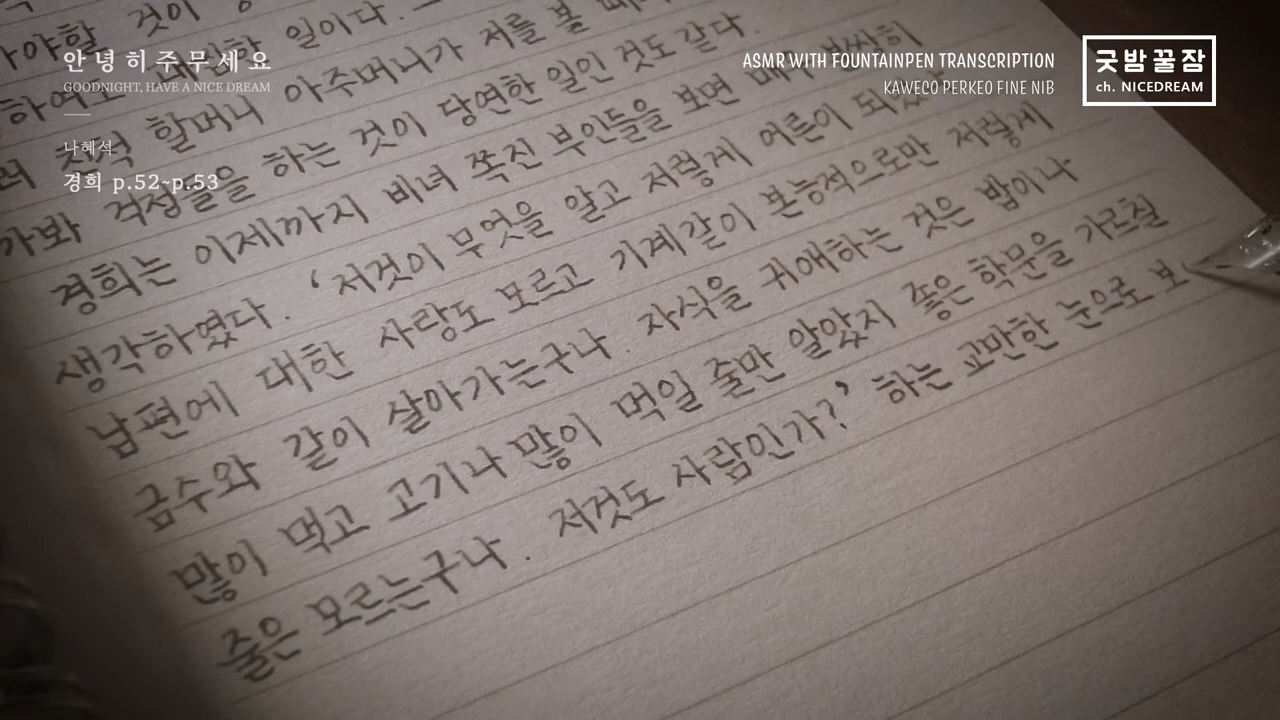 안녕히주무세요
GOODNIGHT, HAVE A NICE DREAM
나혜석
경희 p.52~p.53
ASMR WITH FOUNTAINPEN TRANSCRIPTION
KAWECO PERKEO FINE NIB
굿밤꿀잠
ch. NICEDREAM
것이
일이다.
할머니 아주머니가 저를 볼
가봐 걱정들을 하는 것이 당연한 일인 것도 같다.
경희는 이제까지 비녀 쪽진 부인들을 보면 매우
생각하였다. ‘저것이 무엇을 알고 저렇게 어른이 되었
남편에 대한 사랑도 모르고 기계같이 본능적으로만 저렇게
금수와 같이 살아가는구나. 자식을 귀애하는 것은 밥이나
많이 먹고 고기나 많이 먹일 줄만 알았지 좋은 학문을 가르칠
줄은 모르는구나. 저것도 사람인가?’ 하는 교만한 눈으로 보